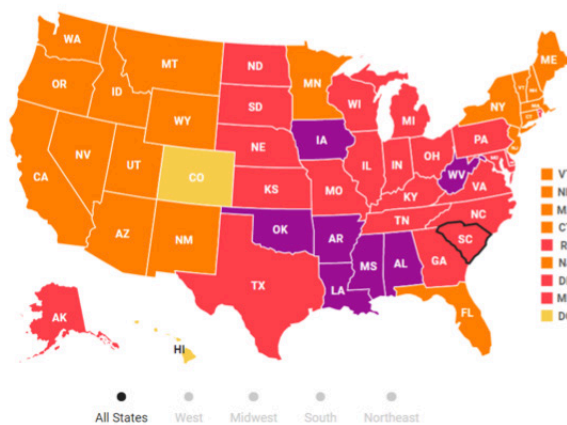 WA
MT
ND
MN
ME
OR
ID
WY
SD
WI
MI
NY
NV
UT
CO
NE
IA
IL
IN
OH
PA
CA
KS
MO
KY
WV
VA
AZ
NM
OK
AR
TN
NC
SC
TX
LA
MS
AL
GA
FL
AK
HI
VT
CT
All States
West
Midwest
South
Northeast